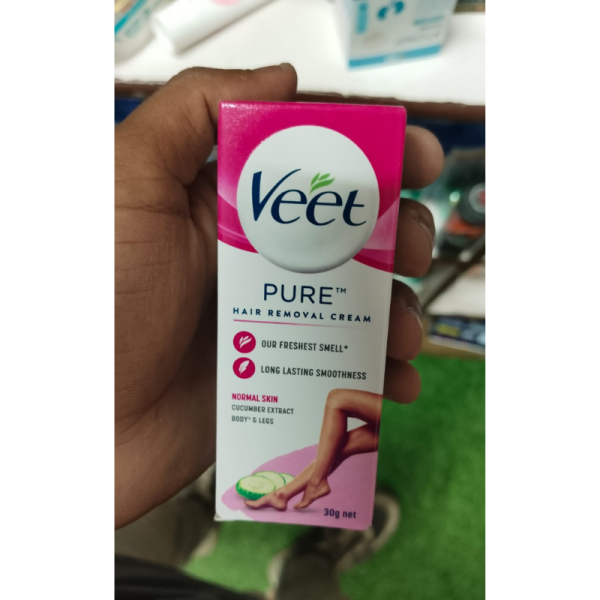 Veet
PURE™
HAIR REMOVAL CREAM
OUR FRESHEST SMELL*
LONG LASTING SMOOTHNESS
NORMAL SKIN
CUCUMBER EXTRACT
BODY° & LEGS
30g net